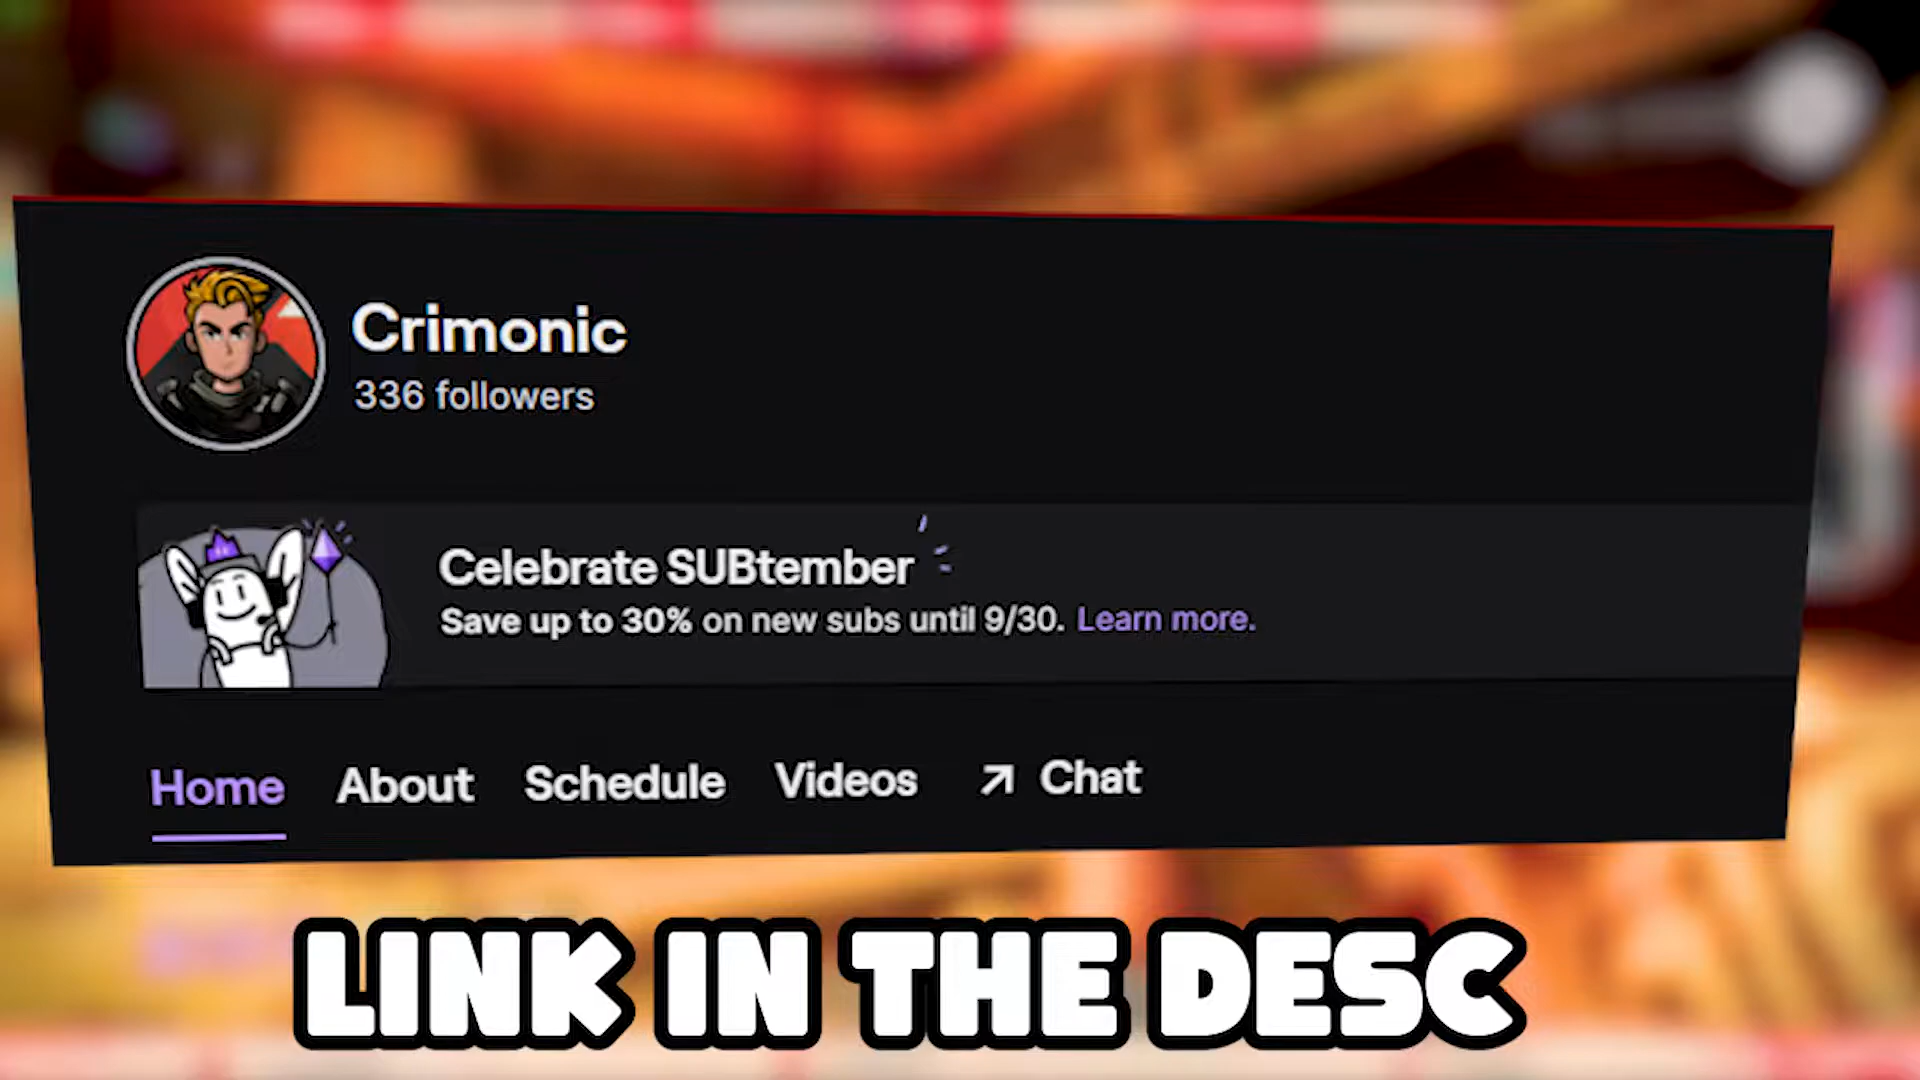 Crimonic
336 followers
Celebrate SUBtember
Save up to 30% on new subs until 9/30. Learn more.
Home About Schedule Videos Chat
LINK IN THE DESC